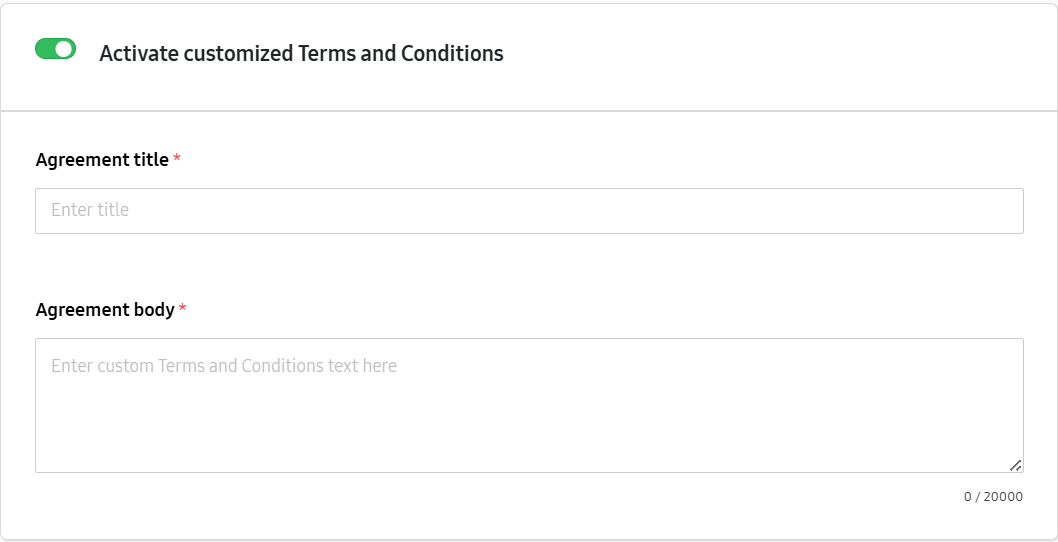 Activate customized Terms and Conditions
Agreement title *
Enter title
Agreement body *
Enter custom Terms and Conditions text here
0 / 20000